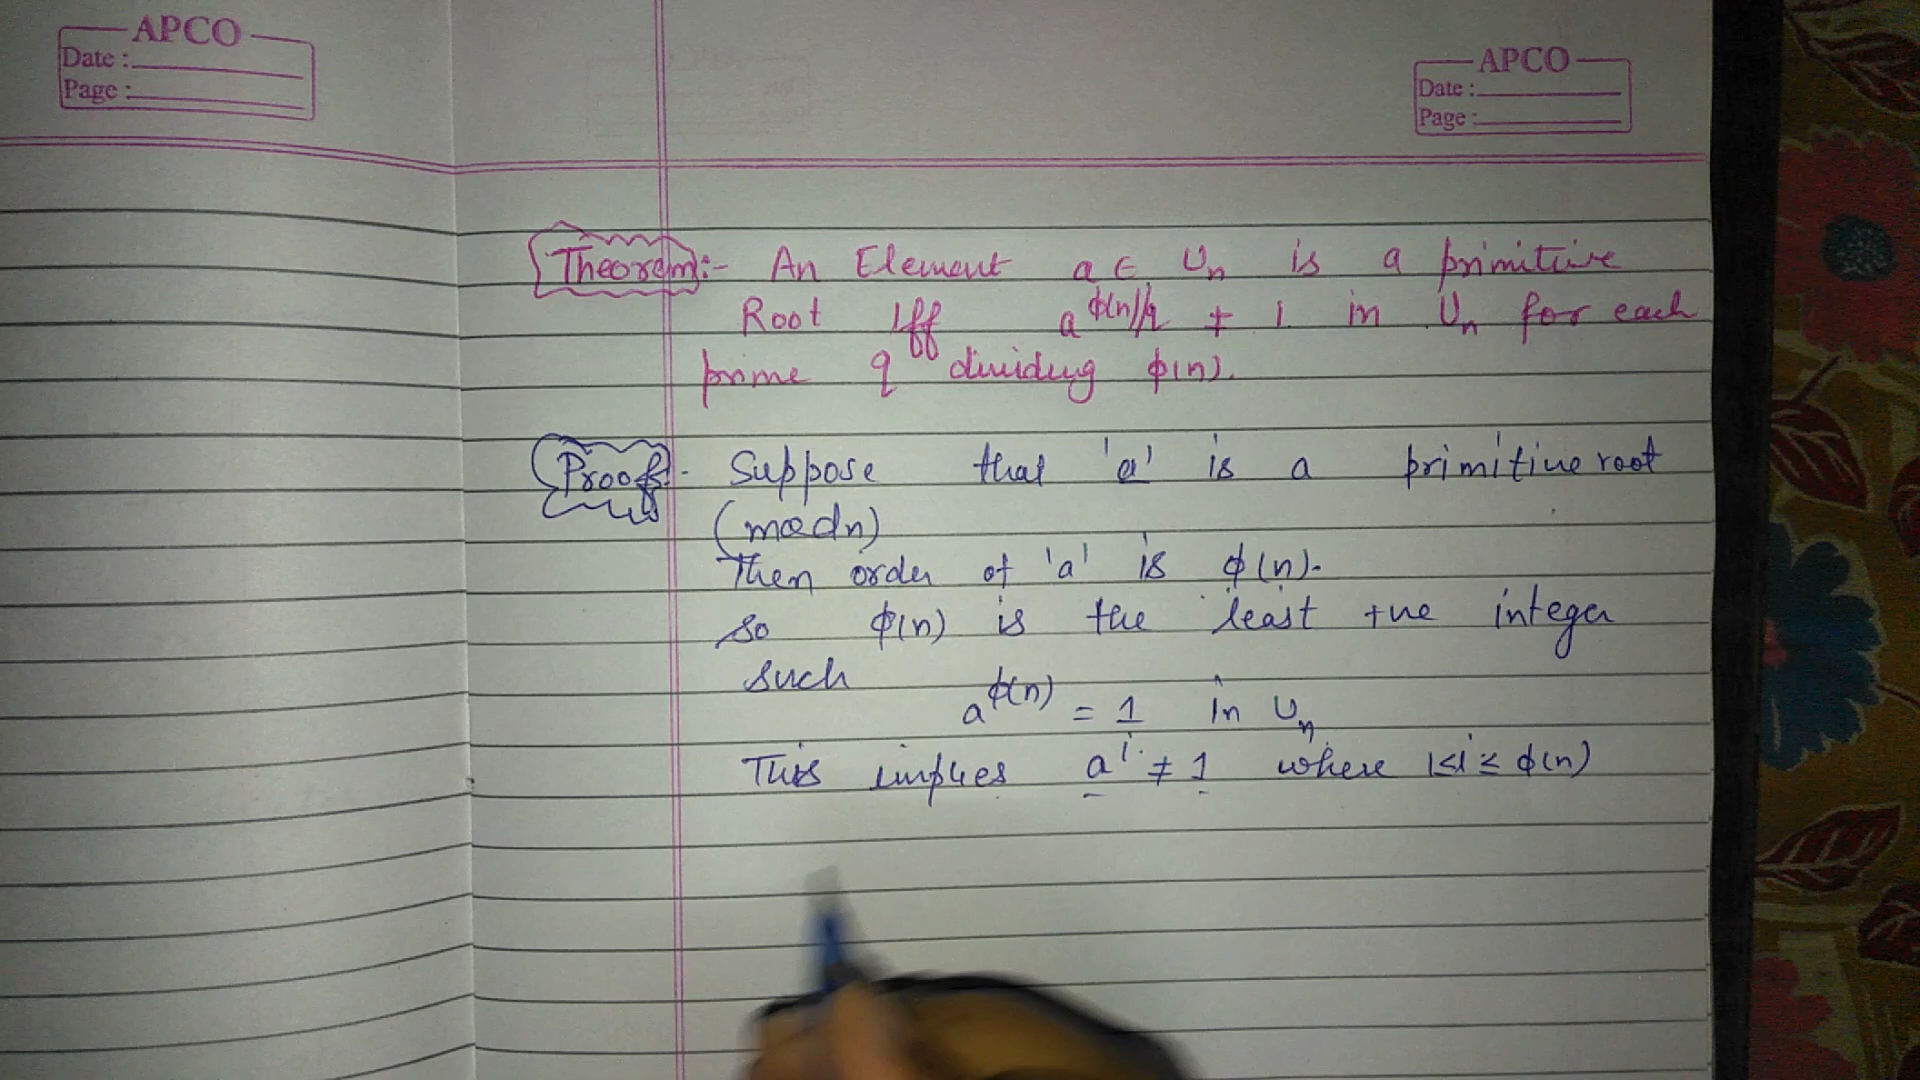 APCO
Date :
Page :
APCO
Date :
Page :
Theorem:- An Element a ∈ Un is a primitive
Root iff a^ϕ(n)/q ≠ 1 in Un for each
prime q dividing ϕ(n).
Proof:- Suppose that 'a' is a primitive root
(mod n)
Then order of 'a' is ϕ(n).
so ϕ(n) is the least +ve integer
such
a^ϕ(n) = 1 in Un
This implies a^i ≠ 1 where 1≤i≤ ϕ(n)